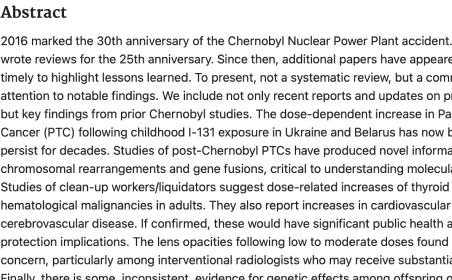 Abstract
2016 marked the 30th anniversary of the Chernobyl Nuclear Power Plant accident.
wrote reviews for the 25th anniversary. Since then, additional papers have appeare
timely to highlight lessons learned. To present, not a systematic review, but a com
attention to notable findings. We include not only recent reports and updates on p
but key findings from prior Chernobyl studies. The dose-dependent increase in Pa
Cancer (PTC) following childhood I-131 exposure in Ukraine and Belarus has now b
persist for decades. Studies of post-Chernobyl PTCs have produced novel informa
chromosomal rearrangements and gene fusions, critical to understanding molecula
Studies of clean-up workers/liquidators suggest dose-related increases of thyroid
hematological malignancies in adults. They also report increases in cardiovascular
cerebrovascular disease. If confirmed, these would have significant public health a
protection implications. The lens opacities following low to moderate doses found
concern, particularly among interventional radiologists who may receive substantia
Finally, there is some, inconsistent, evidence for genetic effects among offspring o